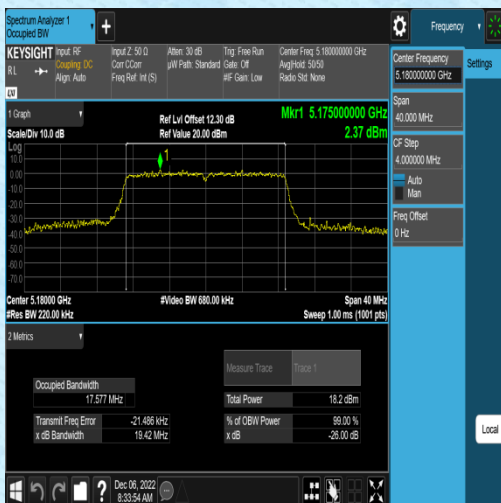 Spectrum Analyzer 1
Occupied BW
Frequency
KEYSIGHT
R L
Input: RF
Coupling: DC
Align: Auto
Input Z: 50 Ω
Corr CCorr
Freq Ref: Int (S)
Atten: 30 dB
µW Path: Standard
Trig: Free Run
Gate: Off
#IF Gain: Low
Center Freq: 5.180000000 GHz
Avg|Hold: 50/50
Radio Std: None
Center Frequency
5.180000000 GHz
Settings
Span
40.000 MHz
CF Step
4.000000 MHz
Auto
Man
Freq Offset
0 Hz
Local
1 Graph
Scale/Div 10.0 dB
Ref Lvl Offset 12.30 dB
Ref Value 20.00 dBm
Mkr1 5.175000000 GHz
2.37 dBm
Log
10.0
0.00
-10.0
-20.0
-30.0
-40.0
-50.0
-60.0
-70.0
1
Center 5.18000 GHz
#Res BW 220.00 kHz
#Video BW 680.00 kHz
Span 40 MHz
Sweep 1.00 ms (1001 pts)
2 Metrics
Measure Trace
Trace 1
Occupied Bandwidth
17.577 MHz
Total Power
18.2 dBm
Transmit Freq Error
-21.486 kHz
% of OBW Power
99.00 %
x dB Bandwidth
19.42 MHz
x dB
-26.00 dB
?
Dec 06, 2022
8:33:54 AM